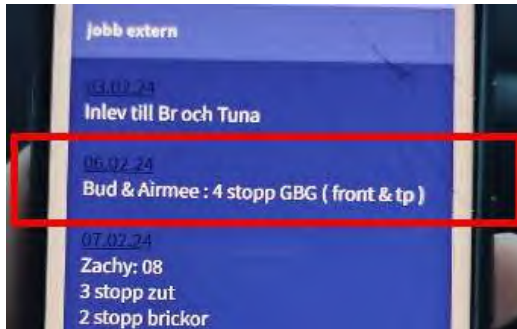 jobb extern
03.02.24
Inlev till Br och Tuna
06.02.24
Bud & Airmee : 4 stopp GBG ( front & tp )
07.02.24
Zachy: 08
3 stopp zut
2 stopp brickor